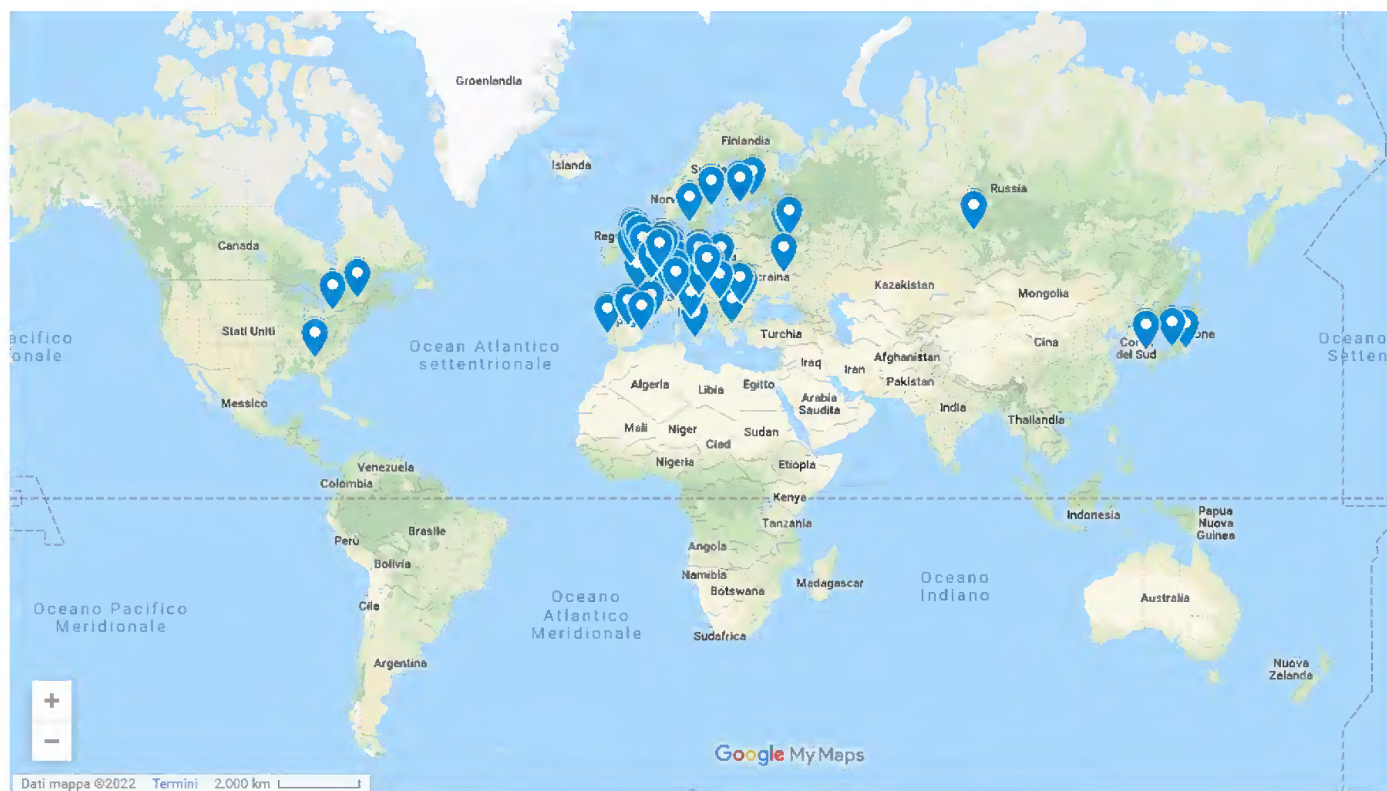 Groenlandia
Finlandia
Islanda
Russia
Canada
Kazakistan
Mongolia
Stati Uniti
Turchia
Cina
del Sud
Ocean Atlantico
settentrionale
Iraq
Iran
Afghanistan
Pakistan
Algeria
Libia
Egitto
Arabia
Saudita
India
Messico
Thailandia
Mali
Niger
Ciad
Sudan
Nigeria
Etiopia
Venezuela
Colombia
Kenya
Indonesia
Papua
Nuova
Guinea
Tanzania
Perù
Brasile
Bolivia
Angola
Namibia
Botswana
Madagascar
Oceano
Indiano
Australia
Oceano Pacifico
Meridionale
Cile
Oceano
Atlantico
Meridionale
Sudafrica
Argentina
Nuova
Zelanda
+
−
Google My Maps
Dati mappa ©2022 Termini 2.000 km